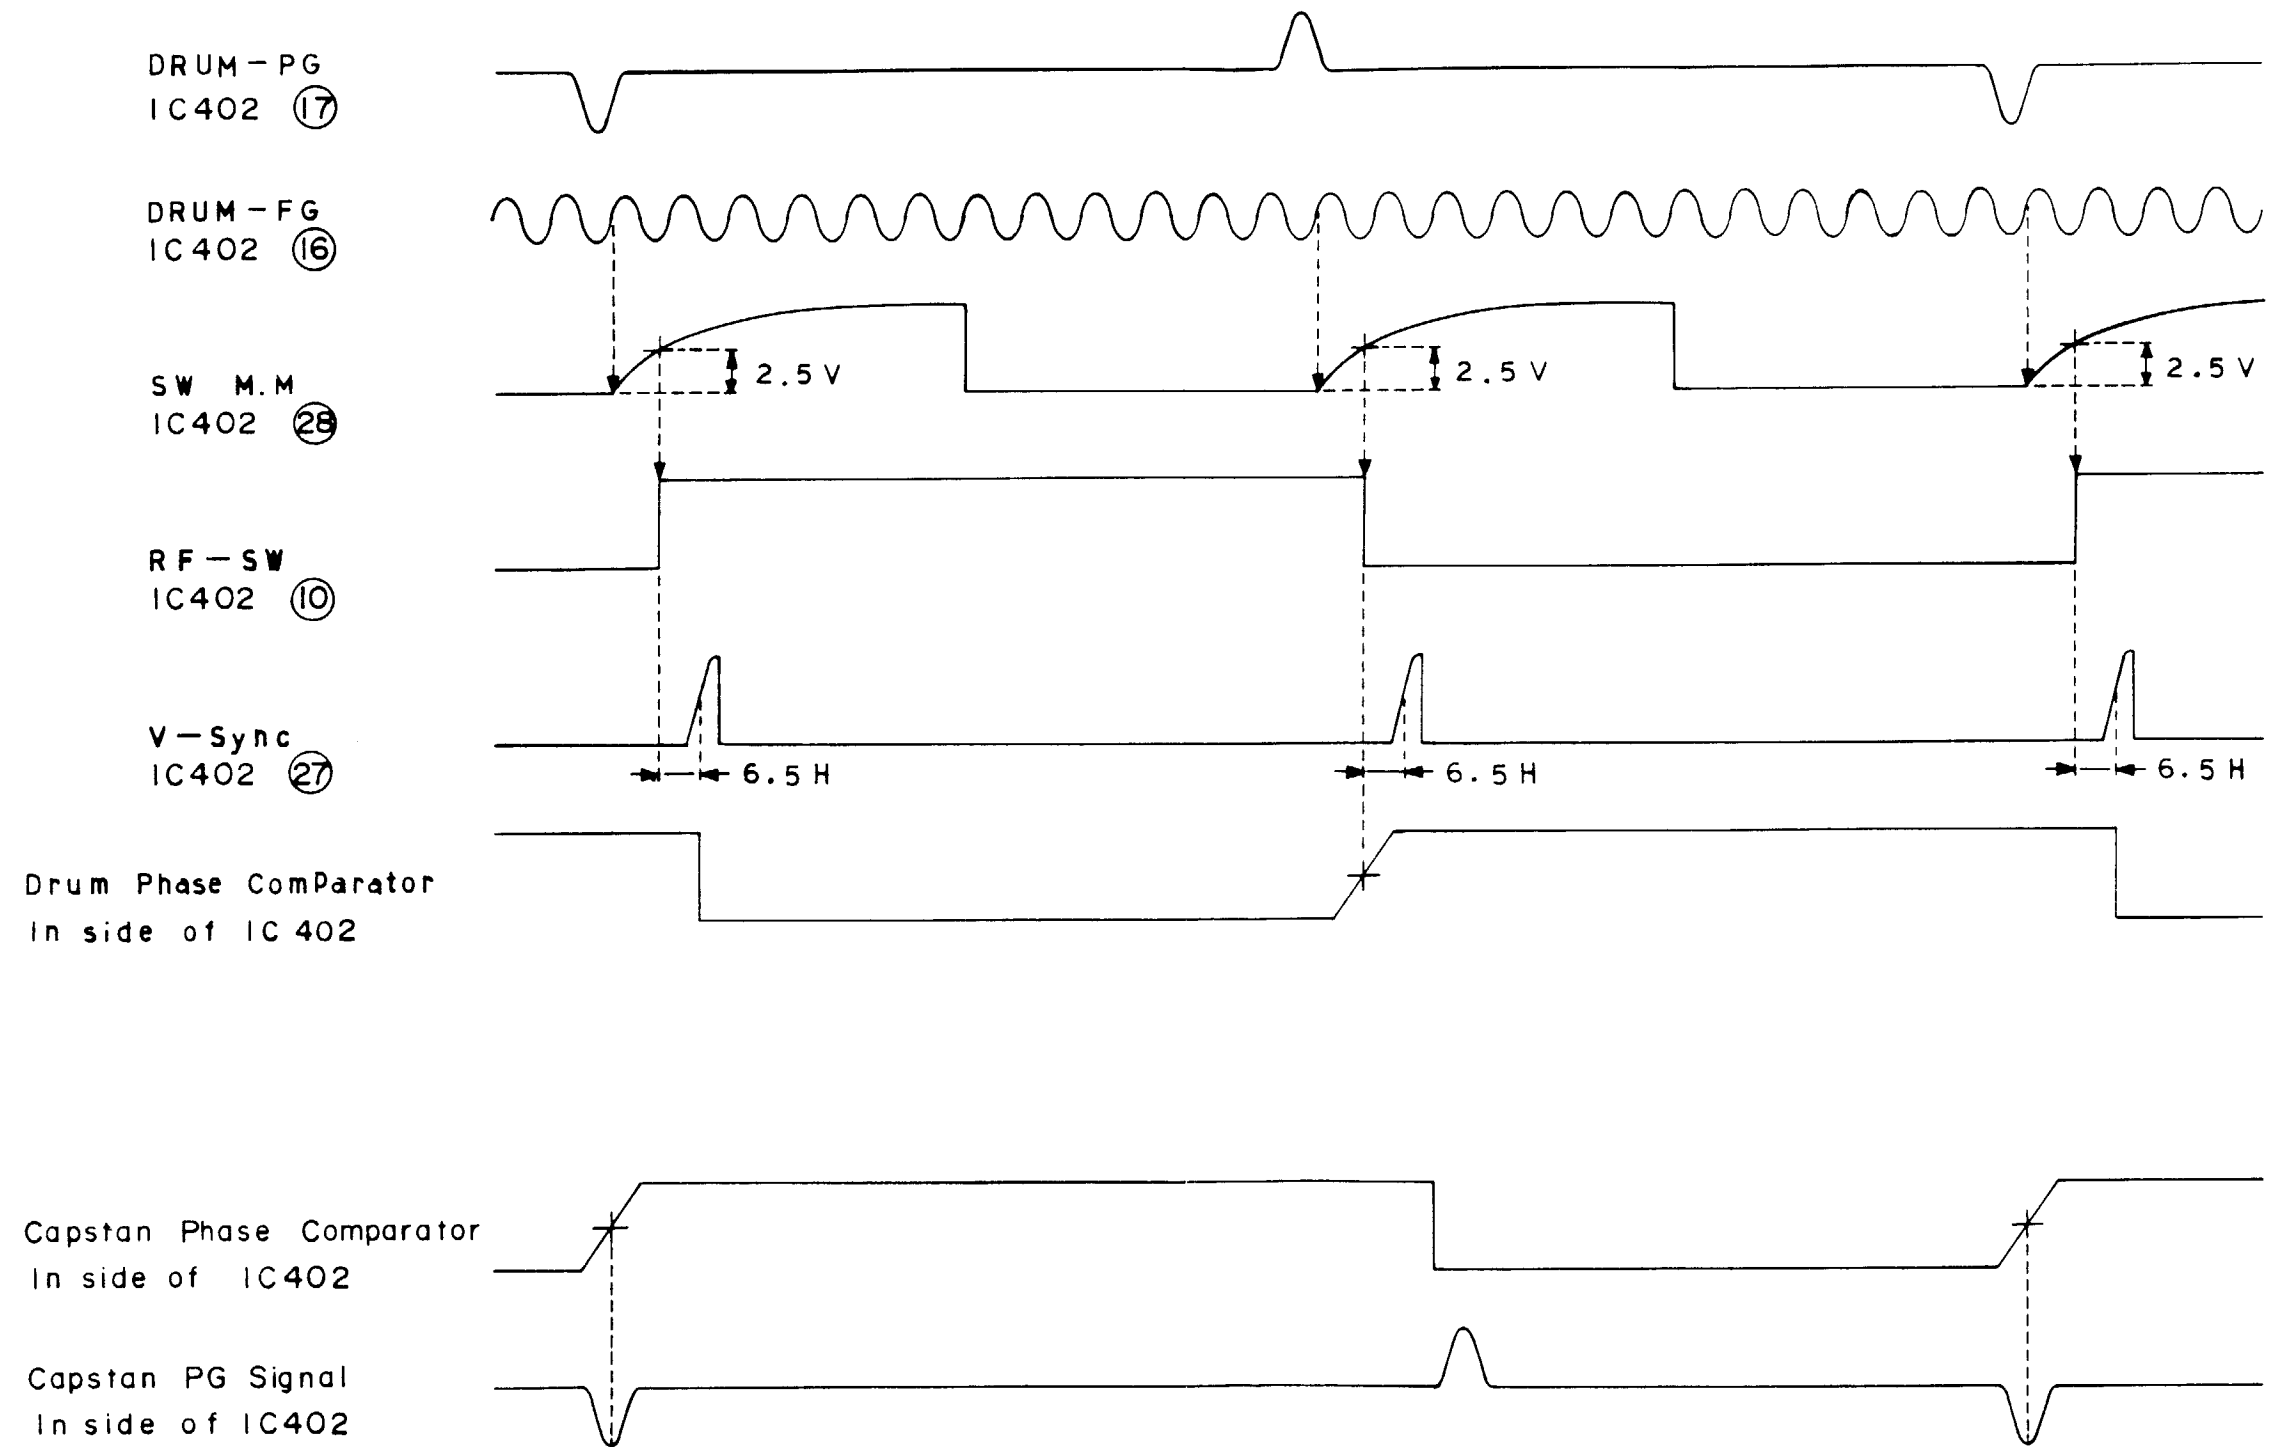 DRUM-PG
IC402 ⑰
DRUM-FG
IC402 ⑯
SW M.M
IC402 ㉘
2.5V
2.5V
2.5V
RF-SW
IC402 ⑩
V-Sync
IC402 ㉗
6.5H
6.5H
6.5H
Drum Phase ComParator
In side of IC 402
Capstan Phase Comparator
In side of IC402
Capstan PG Signal
In side of IC402